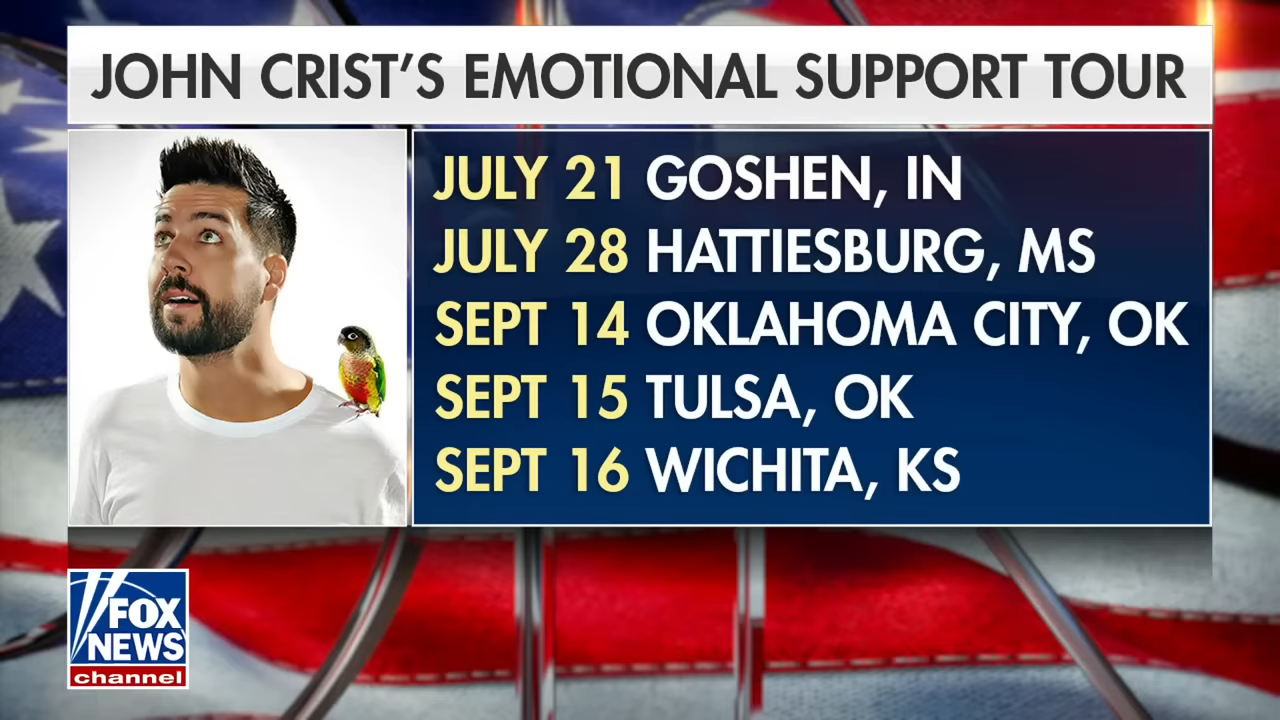 JOHN CRIST’S EMOTIONAL SUPPORT TOUR
JULY 21 GOSHEN, IN
JULY 28 HATTIESBURG, MS
SEPT 14 OKLAHOMA CITY, OK
SEPT 15 TULSA, OK
SEPT 16 WICHITA, KS
FOX
NEWS
channel